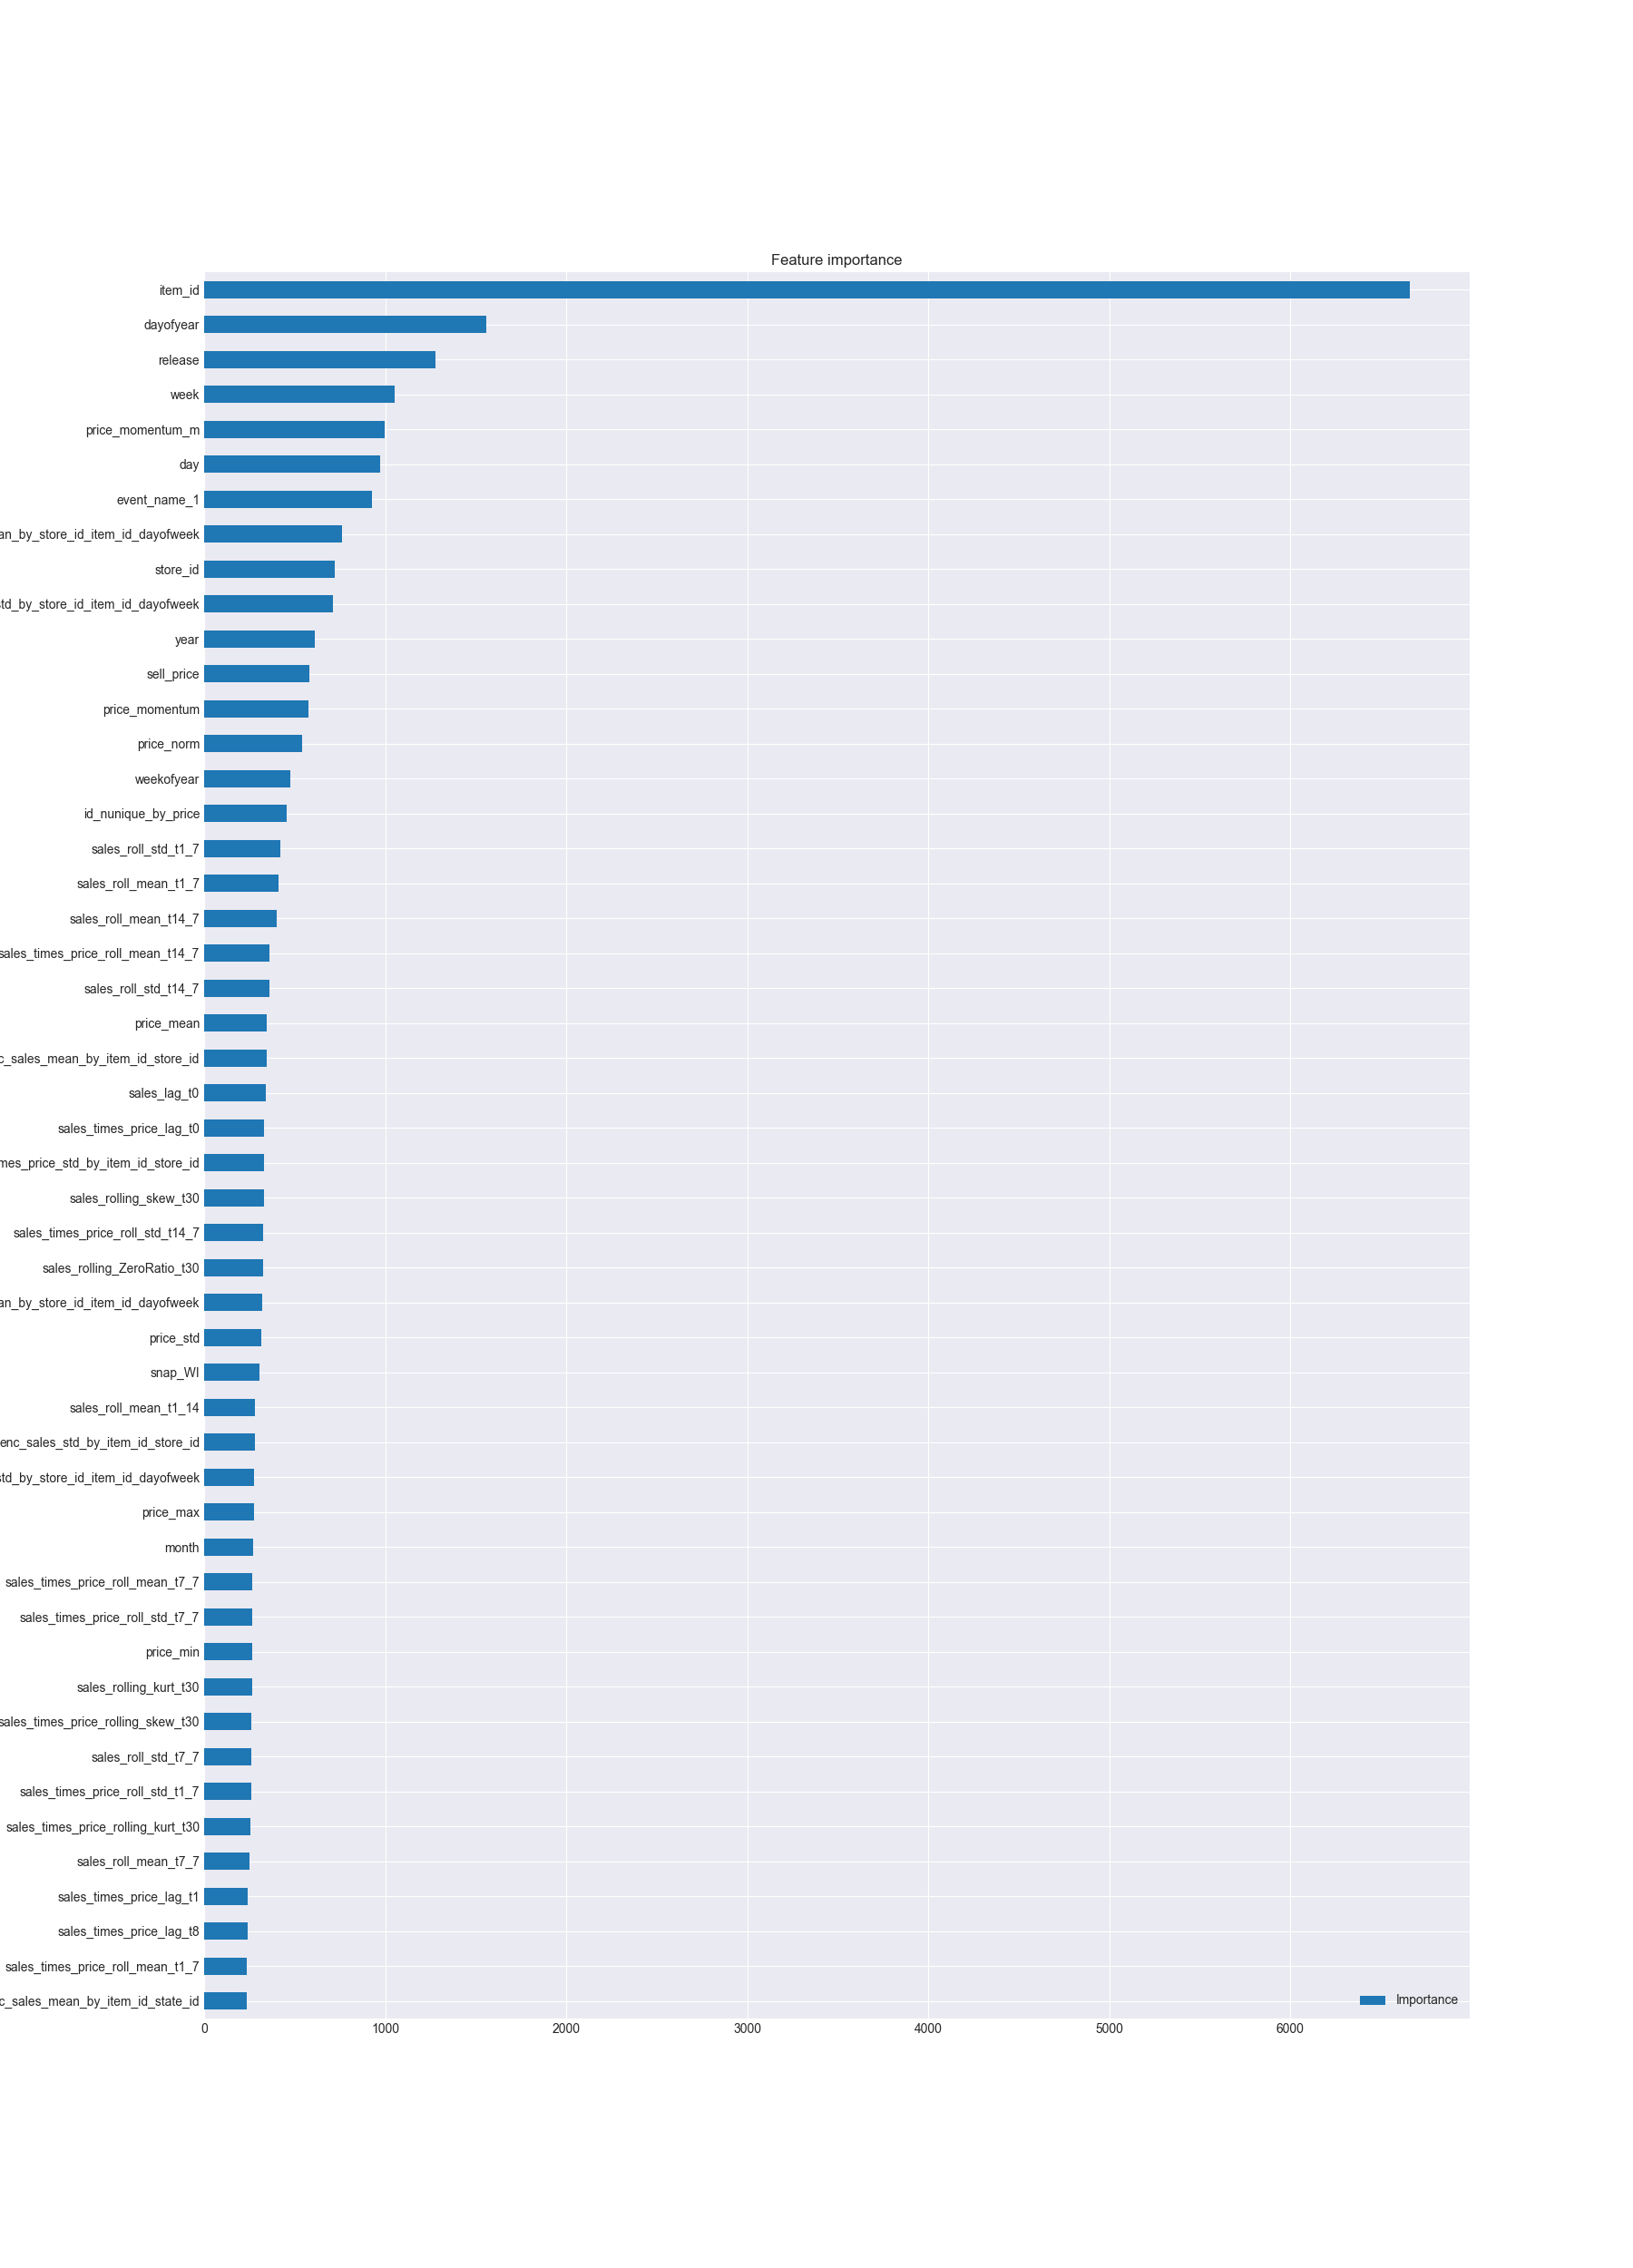 Feature importance
item_id
dayofyear
release
week
price_momentum_m
day
event_name_1
an_by_store_id_item_id_dayofweek
store_id
std_by_store_id_item_id_dayofweek
year
sell_price
price_momentum
price_norm
weekofyear
id_nunique_by_price
sales_roll_std_t1_7
sales_roll_mean_t1_7
sales_roll_mean_t14_7
sales_times_price_roll_mean_t14_7
sales_roll_std_t14_7
price_mean
c_sales_mean_by_item_id_store_id
sales_lag_t0
sales_times_price_lag_t0
mes_price_std_by_item_id_store_id
sales_rolling_skew_t30
sales_times_price_roll_std_t14_7
sales_rolling_ZeroRatio_t30
an_by_store_id_item_id_dayofweek
price_std
snap_WI
sales_roll_mean_t1_14
enc_sales_std_by_item_id_store_id
std_by_store_id_item_id_dayofweek
price_max
month
sales_times_price_roll_mean_t7_7
sales_times_price_roll_std_t7_7
price_min
sales_rolling_kurt_t30
sales_times_price_rolling_skew_t30
sales_roll_std_t7_7
sales_times_price_roll_std_t1_7
sales_times_price_rolling_kurt_t30
sales_roll_mean_t7_7
sales_times_price_lag_t1
sales_times_price_lag_t8
sales_times_price_roll_mean_t1_7
c_sales_mean_by_item_id_state_id
Importance
0 1000 2000 3000 4000 5000 6000